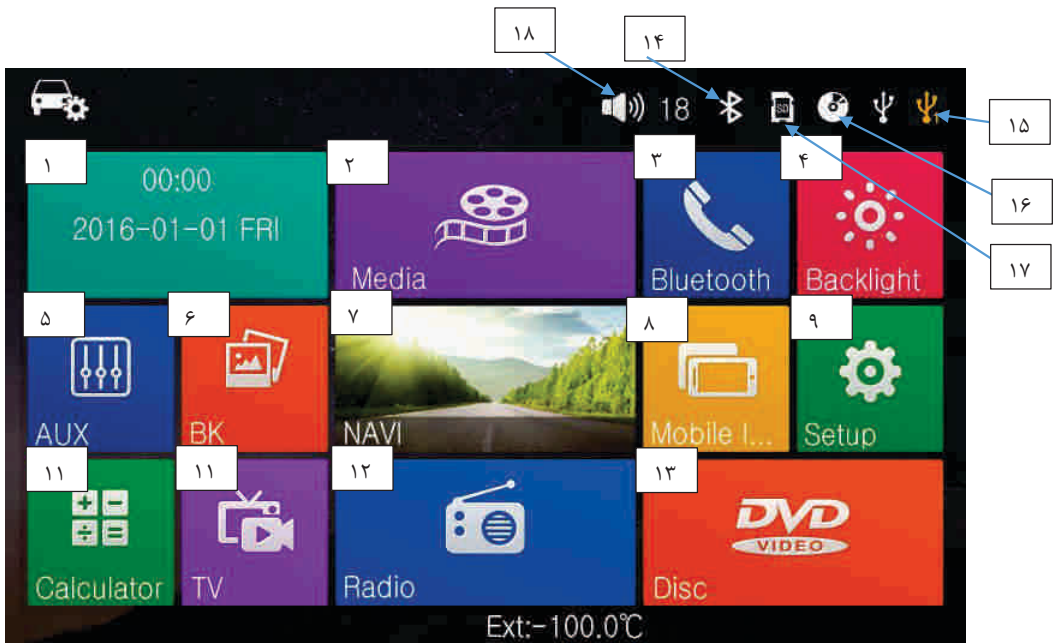 ۱۸
۱۴
18
۱۵
۱
00:00
2016-01-01 FRI
۲
Media
۳
Bluetooth
۴
Backlight
۱۶
۱۷
۵
AUX
۶
BK
۷
NAVI
۸
Mobile I...
۹
Setup
۱۱
Calculator
۱۱
TV
۱۲
Radio
۱۳
DVD
VIDEO
Disc
Ext:-100.0℃